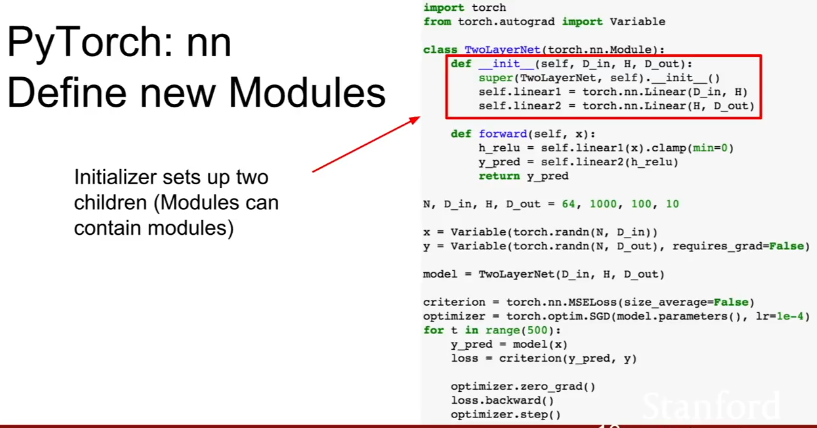 PyTorch: nn
Define new Modules
Initializer sets up two
children (Modules can
contain modules)
import torch
from torch.autograd import Variable
class TwoLayerNet(torch.nn.Module):
    def __init__(self, D_in, H, D_out):
        super(TwoLayerNet, self).__init__()
        self.linear1 = torch.nn.Linear(D_in, H)
        self.linear2 = torch.nn.Linear(H, D_out)
    def forward(self, x):
        h_relu = self.linear1(x).clamp(min=0)
        y_pred = self.linear2(h_relu)
        return y_pred
N, D_in, H, D_out = 64, 1000, 100, 10
x = Variable(torch.randn(N, D_in))
y = Variable(torch.randn(N, D_out), requires_grad=False)
model = TwoLayerNet(D_in, H, D_out)
criterion = torch.nn.MSELoss(size_average=False)
optimizer = torch.optim.SGD(model.parameters(), lr=1e-4)
for t in range(500):
    y_pred = model(x)
    loss = criterion(y_pred, y)
    optimizer.zero_grad()
    loss.backward()
    optimizer.step()
Stanford